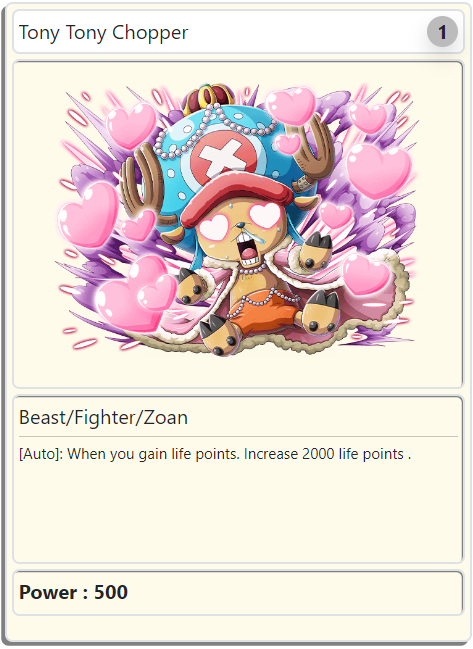 Tony Tony Chopper
1
Beast/Fighter/Zoan
[Auto]: When you gain life points. Increase 2000 life points .
Power : 500